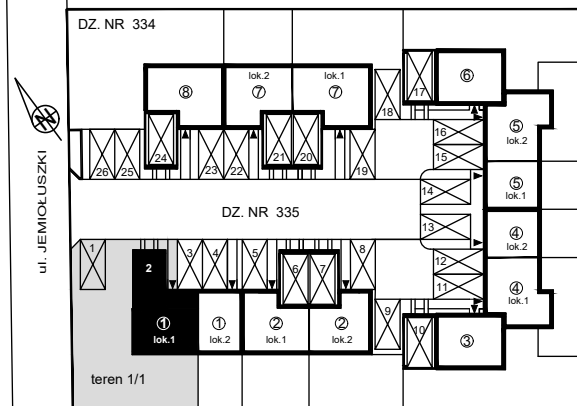 DZ. NR 334
ul. JEMIOŁUSZKI
⑧
lok.2
⑦
lok.1
⑦
17
⑥
18
⑤
lok.2
16
15
26
25
24
23
22
21
20
19
⑤
lok.1
14
DZ. NR 335
13
④
lok.2
1
2
3
4
5
6
7
8
12
11
④
lok.1
9
10
③
①
lok.1
①
lok.2
②
lok.1
②
lok.2
teren 1/1